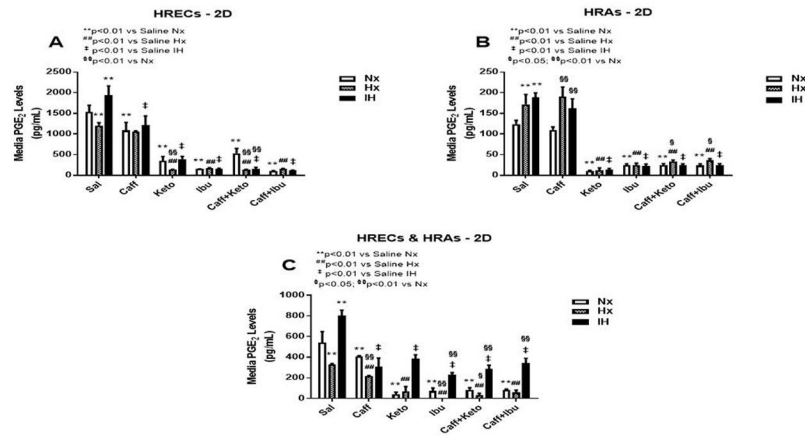 HRECs - 2D
A
**p<0.01 vs Saline Nx
##p<0.01 vs Saline Hx
‡ p<0.01 vs Saline IH
§§p<0.01 vs Nx
Nx
Hx
IH
Media PGE2 Levels
(pg/mL)
2500
2000
1500
1000
500
0
** ** ** ‡ ** §§ ## ‡ ** ## ‡ ** §§ ## §§ ‡ ** ## ‡
Sal Caff Keto Ibu Caff+Keto Caff+Ibu
HRAs - 2D
B
**p<0.01 vs Saline Nx
##p<0.01 vs Saline Hx
‡ p<0.01 vs Saline IH
§p<0.05; §§p<0.01 vs Nx
Nx
Hx
IH
Media PGE2 Levels
(pg/mL)
250
200
150
100
50
0
** ** §§ §§ ** ## ‡ ** ## ‡ ** § ## ‡ ** § ## ‡
Sal Caff Keto Ibu Caff+Keto Caff+Ibu
HRECs & HRAs - 2D
C
**p<0.01 vs Saline Nx
##p<0.01 vs Saline Hx
‡ p<0.01 vs Saline IH
§p<0.05; §§p<0.01 vs Nx
Nx
Hx
IH
Media PGE2 Levels
(pg/mL)
1000
800
600
400
200
0
** ** ** §§ ## ‡ ** ## ‡ ** §§ ## §§ ‡ ** § ## §§ ‡ ** ## §§ ‡
Sal Caff Keto Ibu Caff+Keto Caff+Ibu